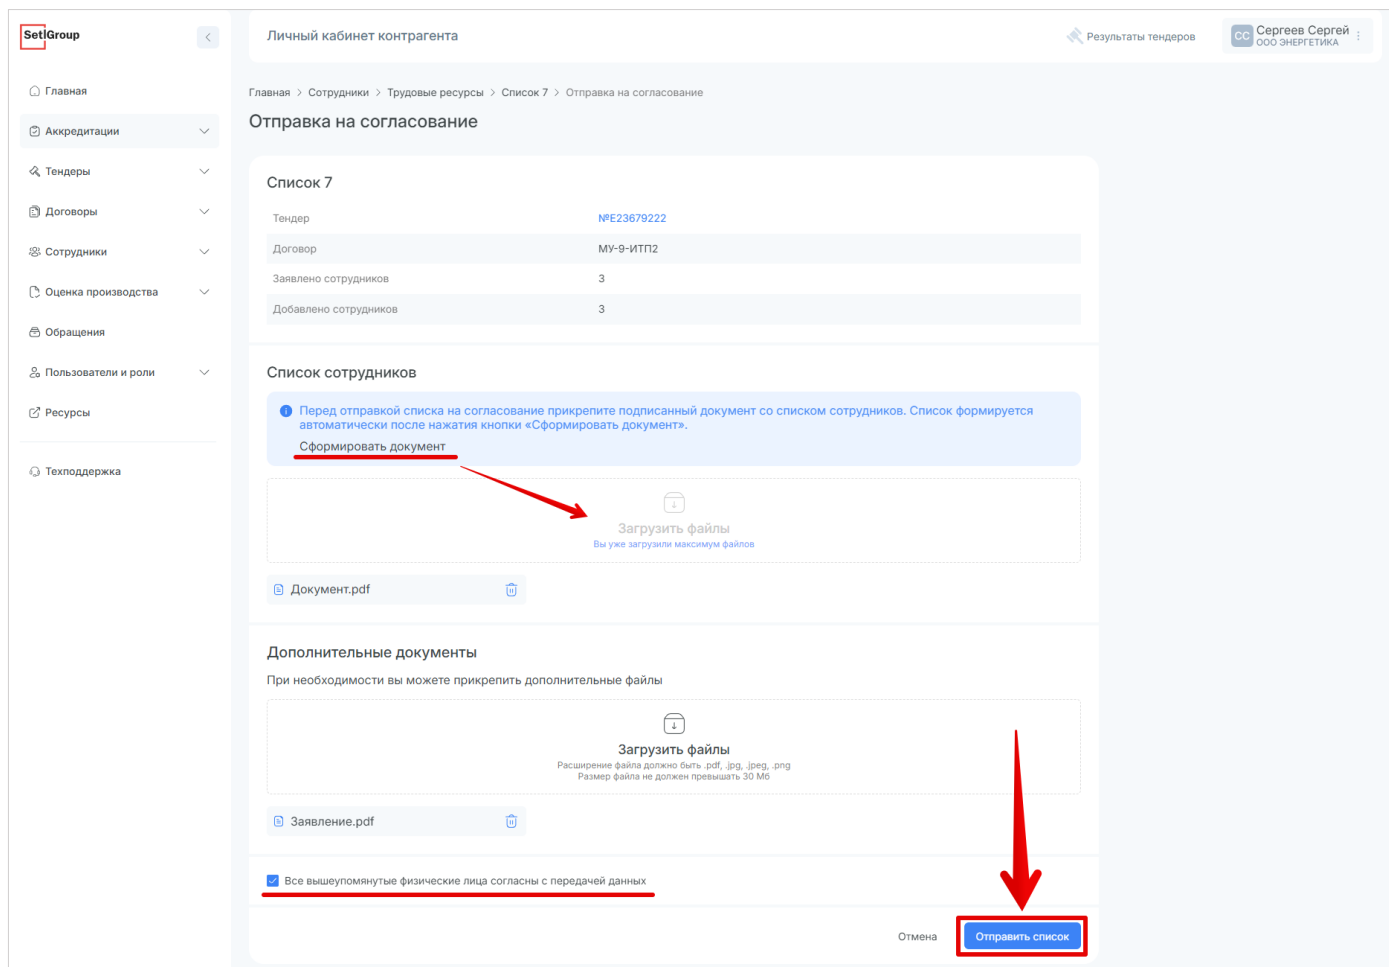 SetlGroup
Личный кабинет контрагента
Результаты тендеров
СС
Сергеев Сергей
ООО ЭНЕРГЕТИКА
Главная
Аккредитации
Тендеры
Договоры
Сотрудники
Оценка производства
Обращения
Пользователи и роли
Ресурсы
Техподдержка
Главная > Сотрудники > Трудовые ресурсы > Список 7 > Отправка на согласование
Отправка на согласование
Список 7
Тендер №E23679222
Договор МУ-9-ИТП2
Заявлено сотрудников 3
Добавлено сотрудников 3
Список сотрудников
Перед отправкой списка на согласование прикрепите подписанный документ со списком сотрудников. Список формируется
автоматически после нажатия кнопки «Сформировать документ».
Сформировать документ
Загрузить файлы
Вы уже загрузили максимум файлов
Документ.pdf
Дополнительные документы
При необходимости вы можете прикрепить дополнительные файлы
Загрузить файлы
Расширение файла должно быть .pdf, .jpg, .jpeg, .png
Размер файла не должен превышать 30 Мб
Заявление.pdf
Все вышеупомянутые физические лица согласны с передачей данных
Отмена
Отправить список